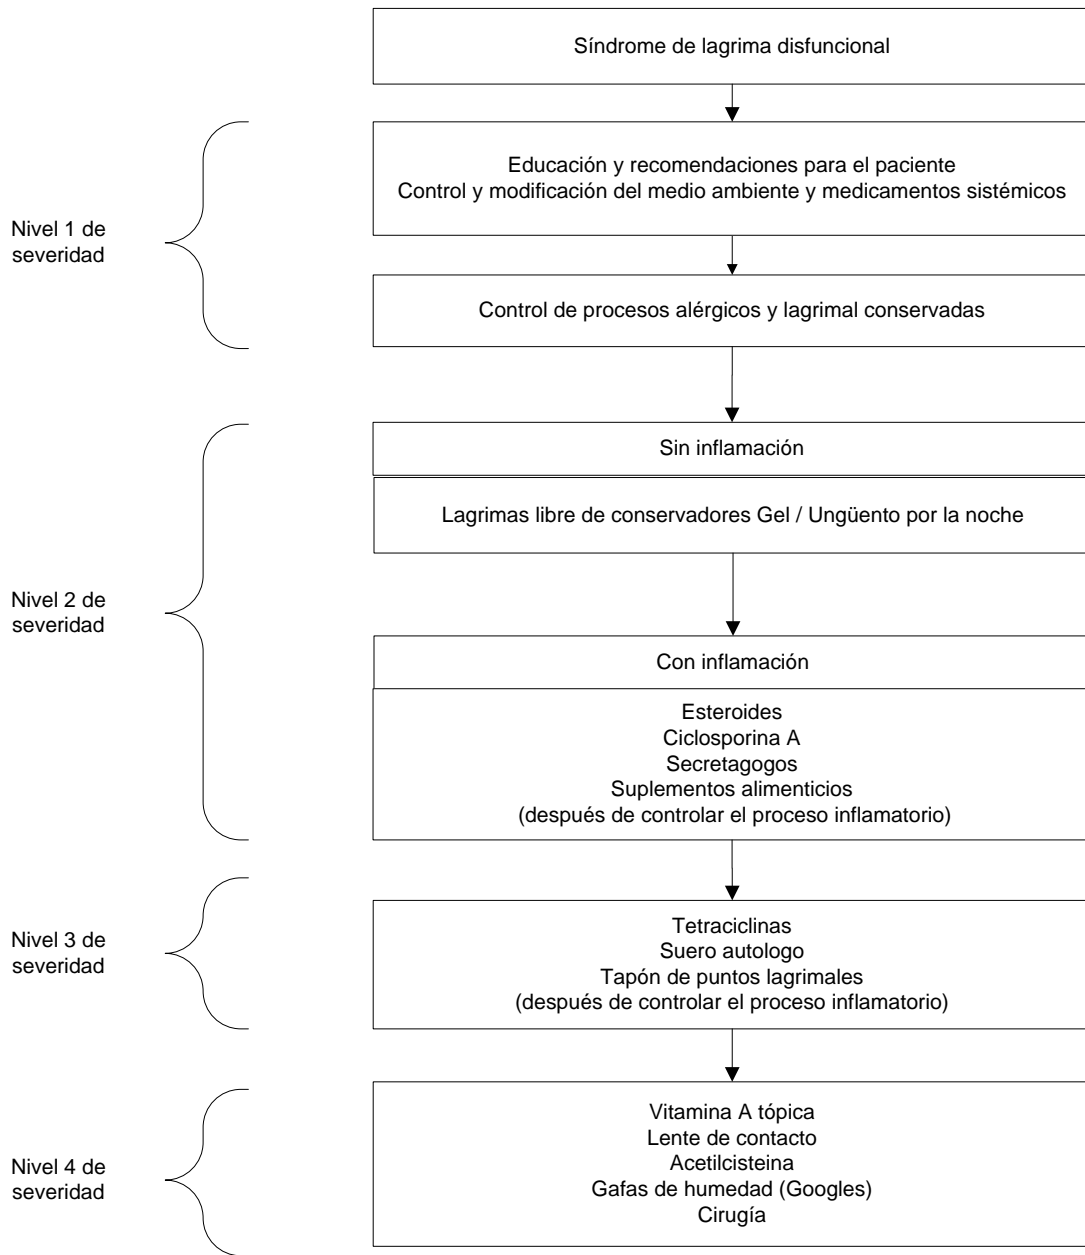 Síndrome de lagrima disfuncional
Nivel 1 de
severidad
Educación y recomendaciones para el paciente
Control y modificación del medio ambiente y medicamentos sistémicos
Control de procesos alérgicos y lagrimal conservadas
Nivel 2 de
severidad
Sin inflamación
Lagrimas libre de conservadores Gel / Ungüento por la noche
Con inflamación
Esteroides
Ciclosporina A
Secretagogos
Suplementos alimenticios
(después de controlar el proceso inflamatorio)
Nivel 3 de
severidad
Tetraciclinas
Suero autologo
Tapón de puntos lagrimales
(después de controlar el proceso inflamatorio)
Nivel 4 de
severidad
Vitamina A tópica
Lente de contacto
Acetilcisteina
Gafas de humedad (Googles)
Cirugía